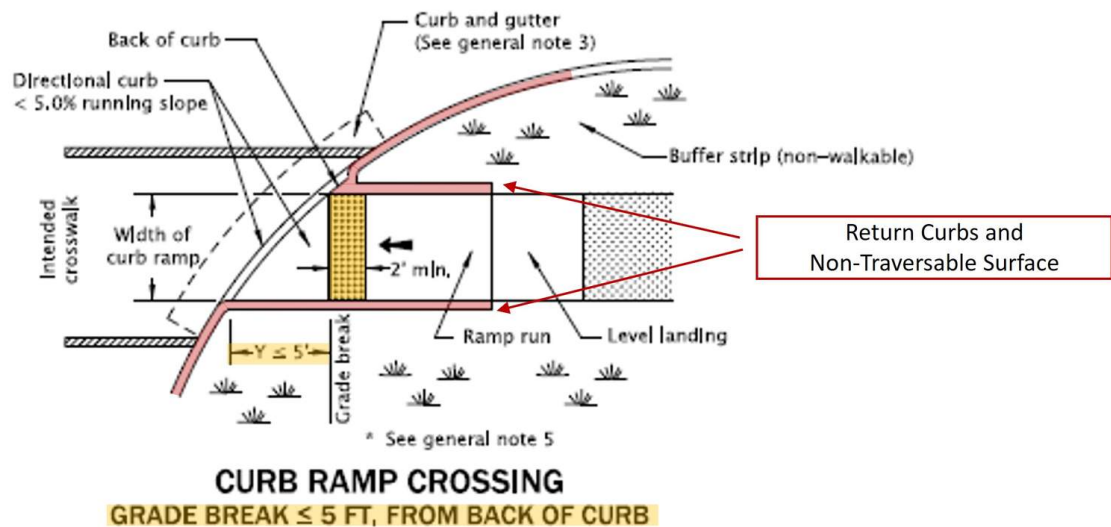 Curb and gutter
(See general note 3)
Back of curb
Directional curb
< 5.0% running slope
Buffer strip (non-walkable)
Intended
crosswalk
Width of
curb ramp
2' min.
Return Curbs and
Non-Traversable Surface
Ramp run
Level landing
Y ≤ 5'
Grade break
* See general note 5
CURB RAMP CROSSING
GRADE BREAK ≤ 5 FT, FROM BACK OF CURB